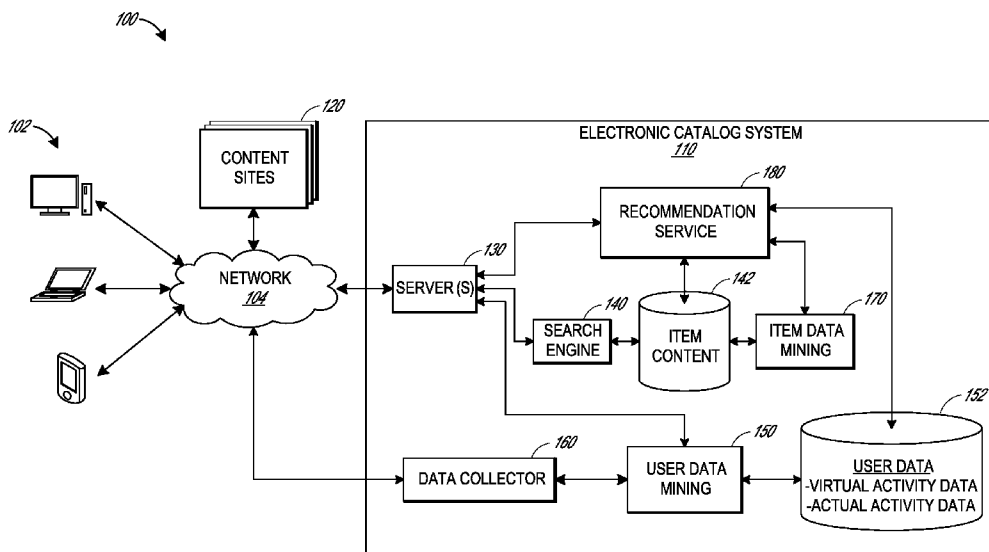 100
102
120
CONTENT
SITES
ELECTRONIC CATALOG SYSTEM
110
180
RECOMMENDATION
SERVICE
130
SERVER (S)
NETWORK
104
140
SEARCH
ENGINE
142
ITEM
CONTENT
170
ITEM DATA
MINING
160
DATA COLLECTOR
150
USER DATA
MINING
152
USER DATA
-VIRTUAL ACTIVITY DATA
-ACTUAL ACTIVITY DATA